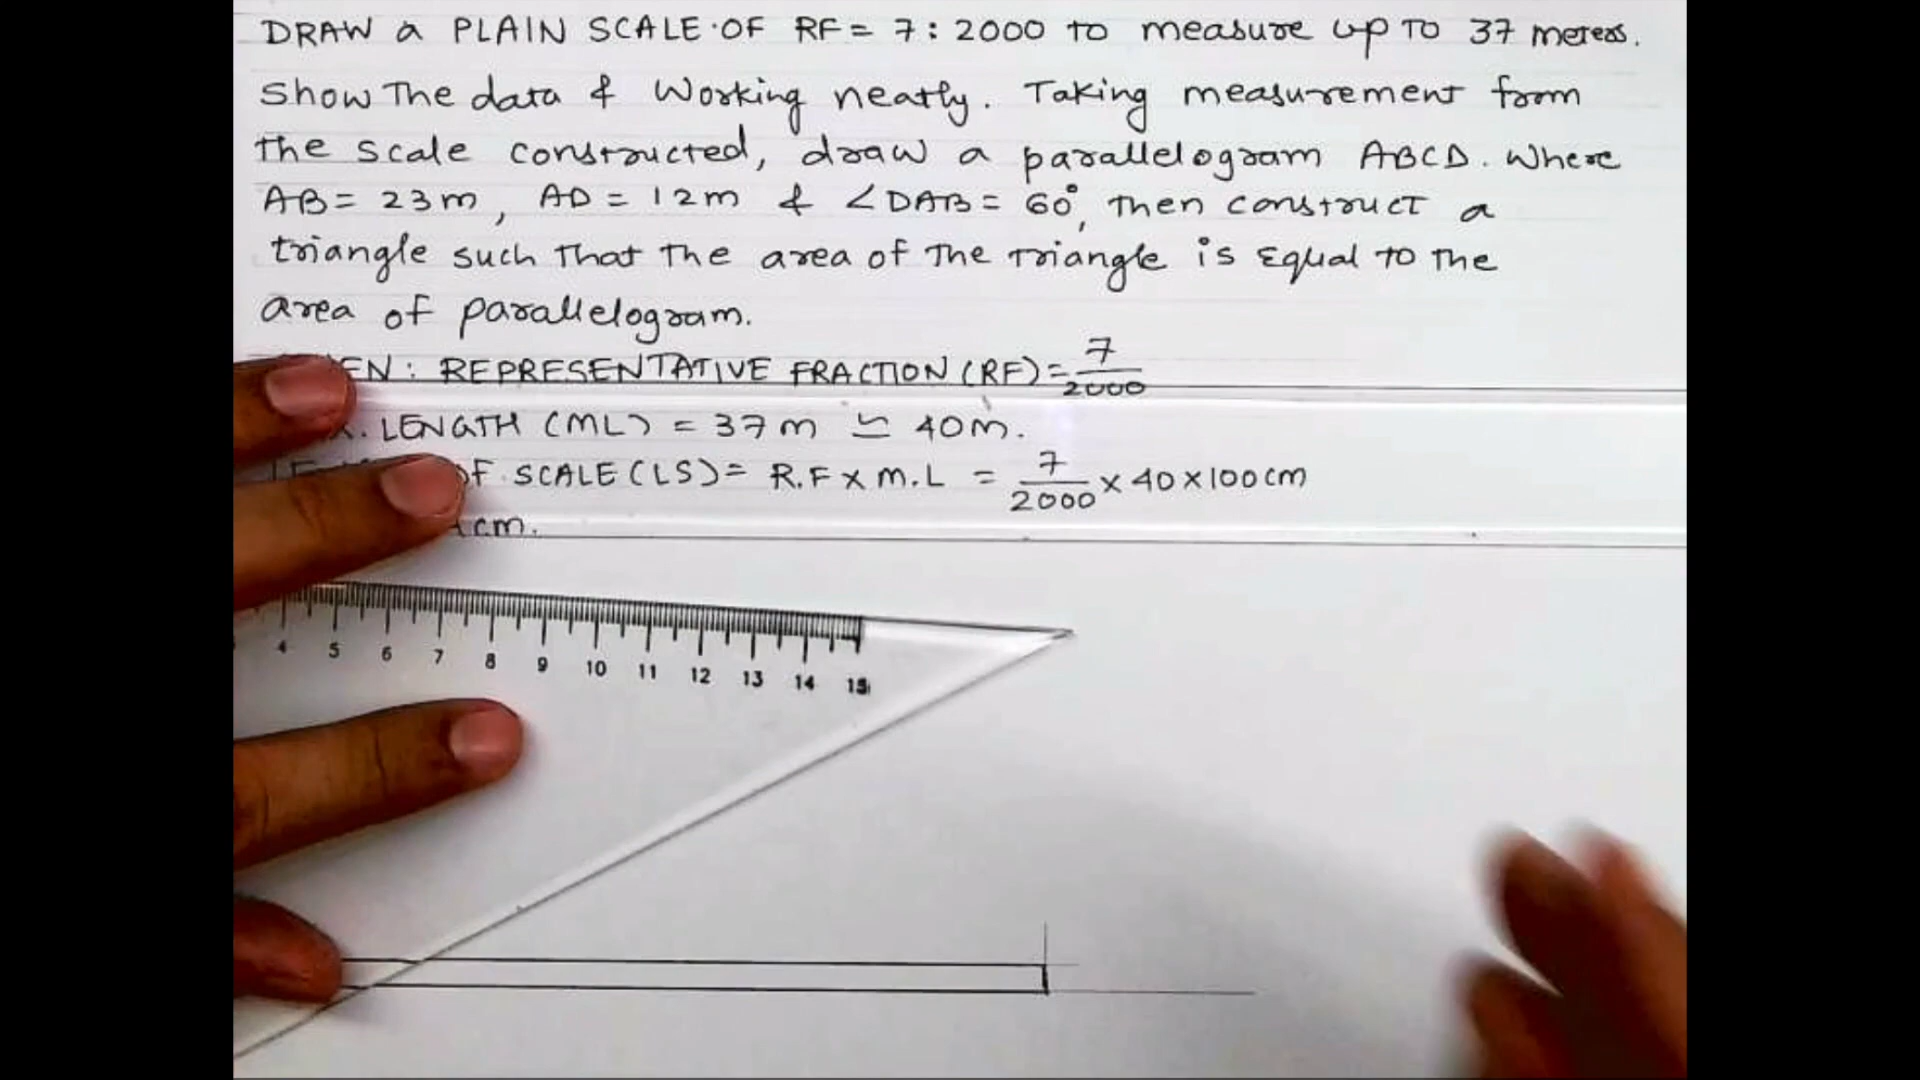 DRAW a PLAIN SCALE OF RF = 7 : 2000 to measure up TO 37 meters.
Show The data & Working neatly. Taking measurement from
the scale constructed, draw a parallelogram ABCD. Where
AB = 23m, AD = 12m & ∠DAB = 60°, then construct a
triangle such that the area of the triangle is Equal to the
area of parallelogram.
EN : REPRESENTATIVE FRACTION (RF) = 7/2000
LENGTH (ML) = 37m ≃ 40m.
OF SCALE (LS) = R.F x M.L = 7/2000 x 40 x 100cm
cm.
4 5 6 7 8 9 10 11 12 13 14 15